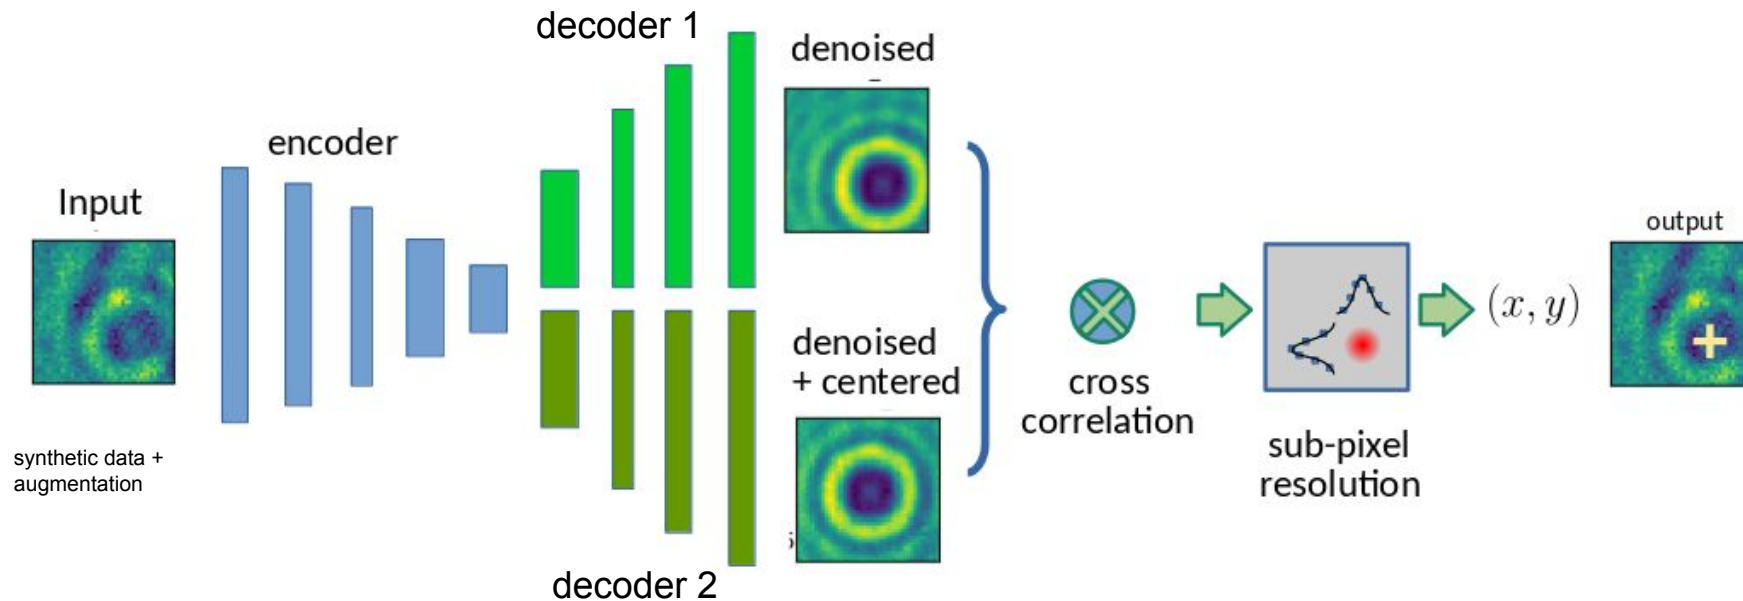 decoder 1
denoised
encoder
Input
synthetic data +
augmentation
denoised
+ centered
decoder 2
cross
correlation
sub-pixel
resolution
(x, y)
output